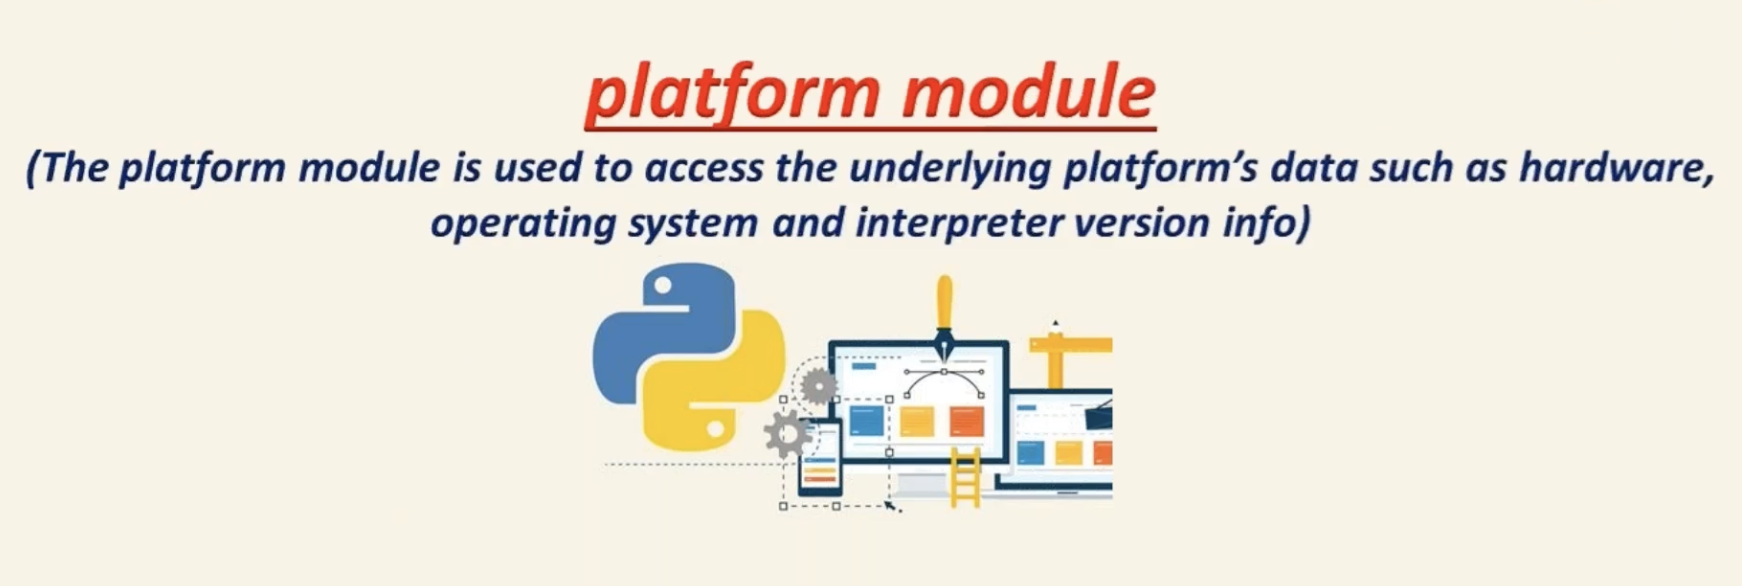 platform module
(The platform module is used to access the underlying platform’s data such as hardware,
operating system and interpreter version info)